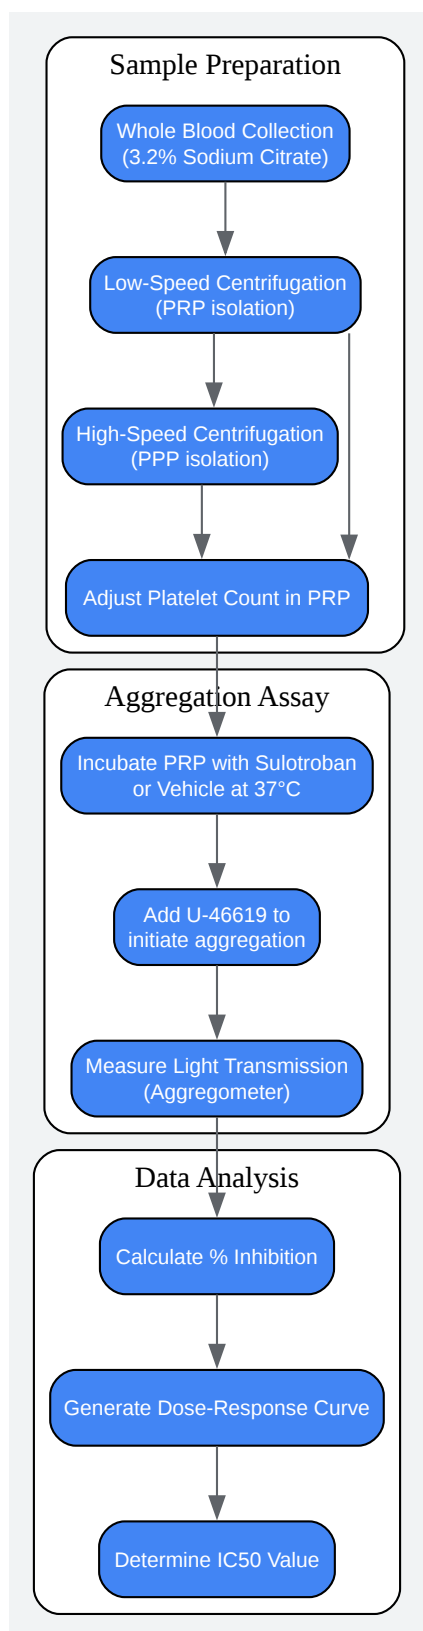 Sample Preparation
Whole Blood Collection
(3.2% Sodium Citrate)
Low-Speed Centrifugation
(PRP isolation)
High-Speed Centrifugation
(PPP isolation)
Adjust Platelet Count in PRP
Aggregation Assay
Incubate PRP with Sulotroban
or Vehicle at 37°C
Add U-46619 to
initiate aggregation
Measure Light Transmission
(Aggregometer)
Data Analysis
Calculate % Inhibition
Generate Dose-Response Curve
Determine IC50 Value